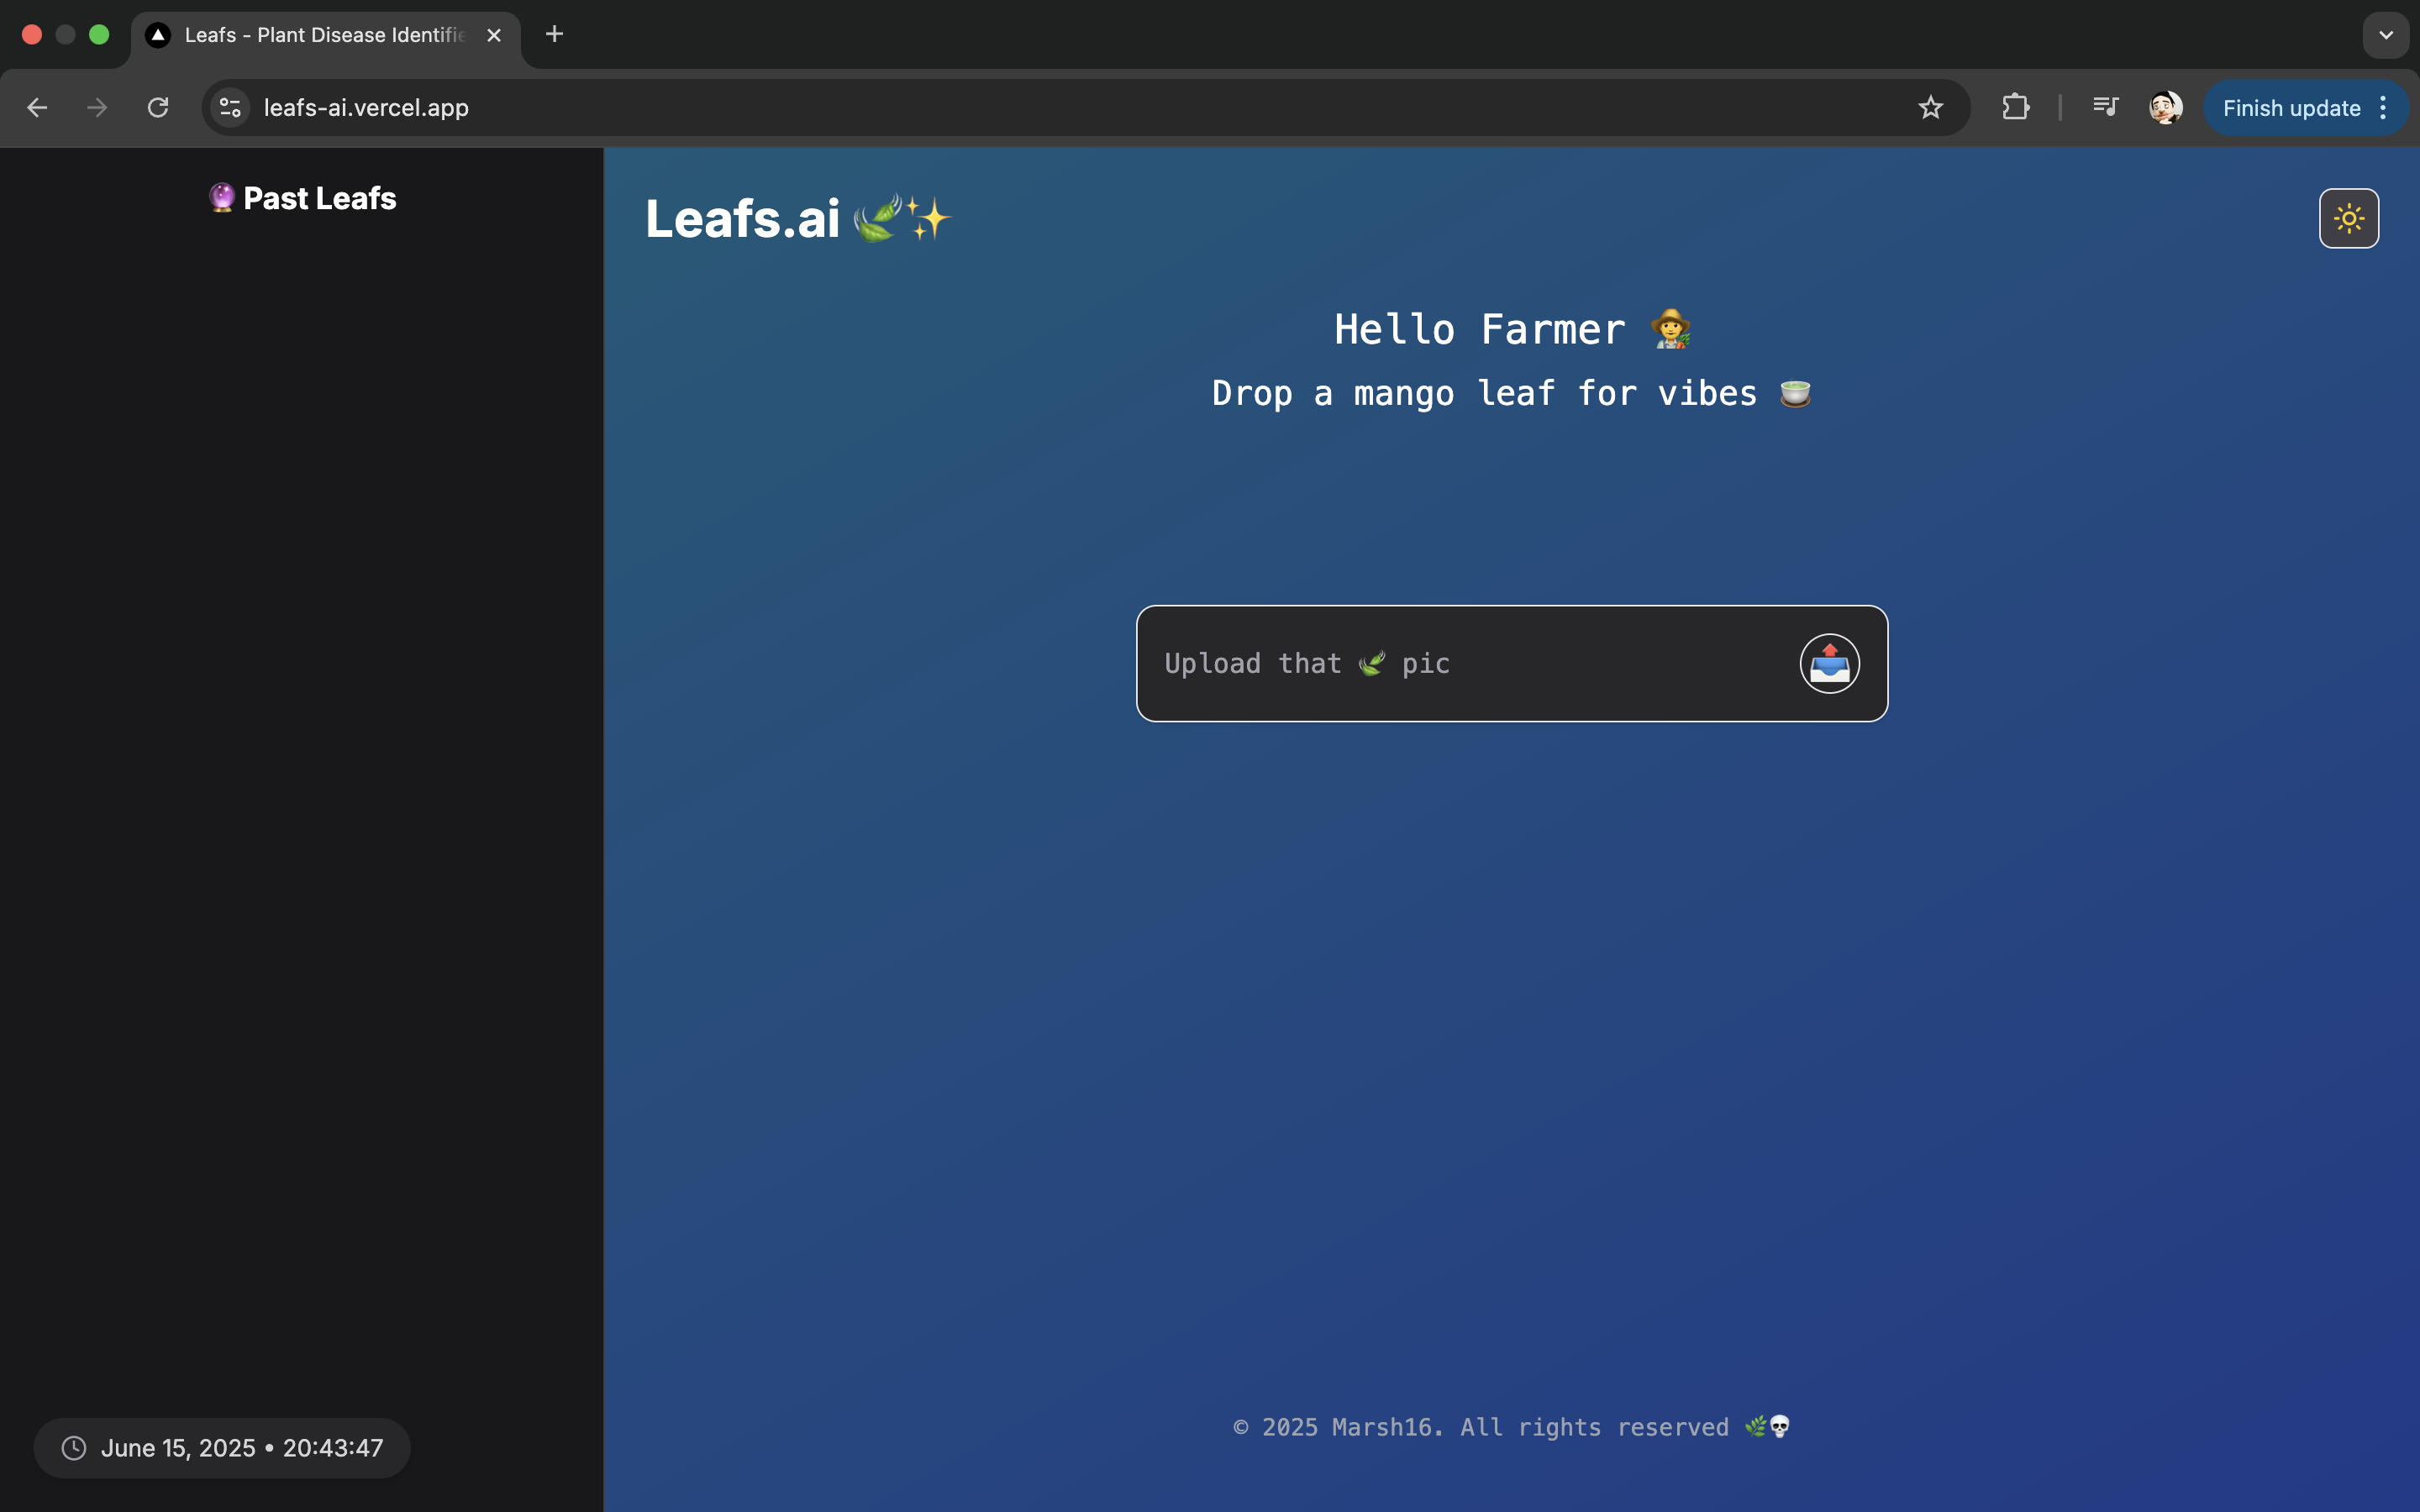 Leafs - Plant Disease Identifie
leafs-ai.vercel.app
Finish update
🔮 Past Leafs
Leafs.ai 🍃✨
Hello Farmer 🧑‍🌾
Drop a mango leaf for vibes 🍵
Upload that 🍃 pic
© 2025 Marsh16. All rights reserved 🌿💀
June 15, 2025 • 20:43:47